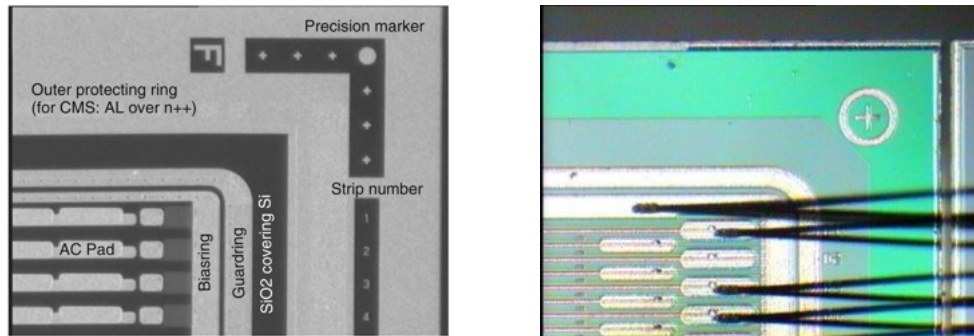 Precision marker
F
Outer protecting ring
(for CMS: AL over n++)
Strip number
1
2
3
4
AC Pad
Biasring
Guardring
SiO2 covering Si